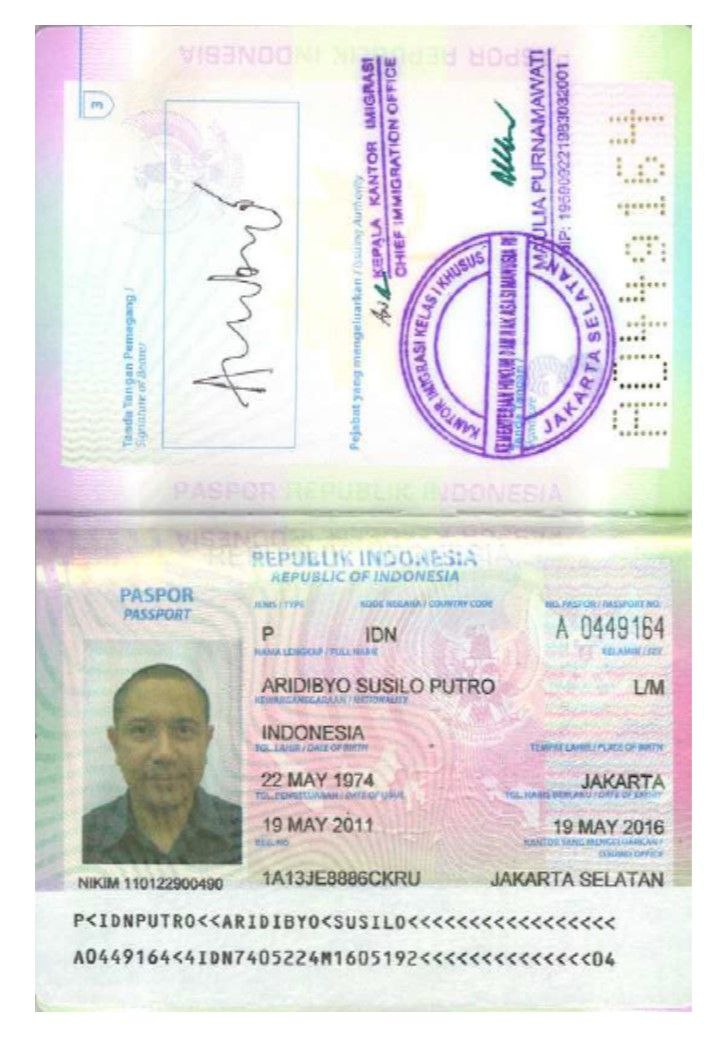 PASPOR REPUBLIK INDONESIA
3
Tanda Tangan Pemegang /
Signature of Bearer
Pejabat yang mengeluarkan / Issuing Authority
KEPALA KANTOR IMIGRASI
CHIEF IMMIGRATION OFFICE
KANTOR IMIGRASI KELAS I KHUSUS
KEMENTERIAN HUKUM DAN HAK ASASI MANUSIA RI
JAKARTA SELATAN
Tanda Tangan /
Signature
MAULIA PURNAMAWATI
NIP: 195909221983032001
A0449164
PASPOR REPUBLIK INDONESIA
REPUBLIK INDONESIA
REPUBLIC OF INDONESIA
PASPOR
PASSPORT
JENIS / TYPE KODE NEGARA / COUNTRY CODE NO. PASPOR / PASSPORT NO.
P IDN A 0449164
NAMA LENGKAP / FULL NAME KELAMIN / SEX
ARIDIBYO SUSILO PUTRO L/M
KEWARGANEGARAAN / NATIONALITY
INDONESIA
TGL. LAHIR / DATE OF BIRTH TEMPAT LAHIR / PLACE OF BIRTH
22 MAY 1974 JAKARTA
TGL. PENGELUARAN / DATE OF ISSUE TGL. HABIS BERLAKU / DATE OF EXPIRY
19 MAY 2011 19 MAY 2016
REG. NO KANTOR YANG MENGELUARKAN /
ISSUING OFFICE
NIKIM 110122900490 1A13JE8886CKRU JAKARTA SELATAN
P<IDNPUTRO<<ARIDIBYO<SUSILO<<<<<<<<<<<<<<<<<
A0449164<4IDN7405224M1605192<<<<<<<<<<<<<<04